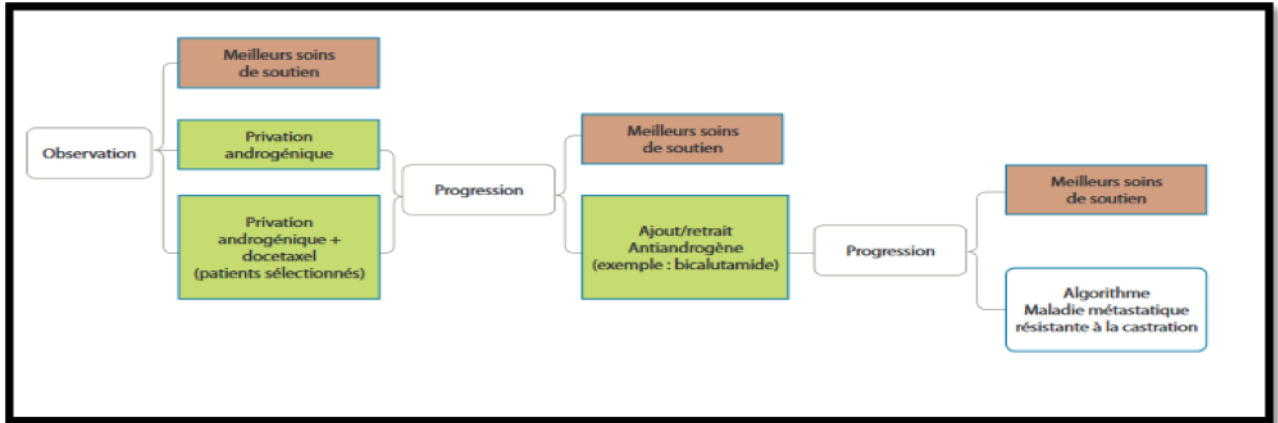 Observation
Meilleurs soins
de soutien
Privation
androgénique
Privation
androgénique +
docetaxel
(patients sélectionnés)
Progression
Meilleurs soins
de soutien
Ajout/retrait
Antiandrogène
(exemple : bicalutamide)
Progression
Meilleurs soins
de soutien
Algorithme
Maladie métastatique
résistante à la castration